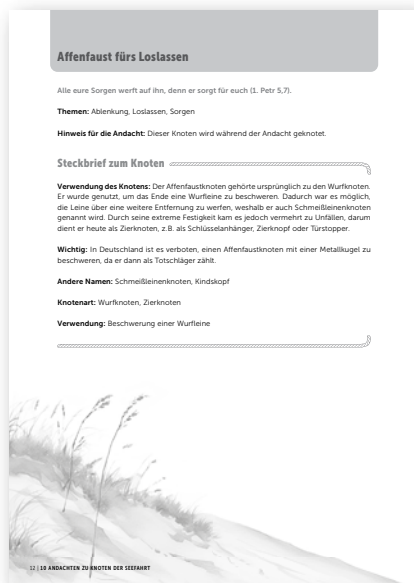 Affenfaust fürs Loslassen
Alle eure Sorgen werft auf ihn, denn er sorgt für euch (1. Petr 5,7).
Themen: Ablenkung, Loslassen, Sorgen
Hinweis für die Andacht: Dieser Knoten wird während der Andacht geknotet.
Steckbrief zum Knoten
Verwendung des Knotens: Der Affenfaustknoten gehörte ursprünglich zu den Wurfknoten.
Er wurde genutzt, um das Ende eine Wurfleine zu beschweren. Dadurch war es möglich,
die Leine über eine weitere Entfernung zu werfen, weshalb er auch Schmeißleinenknoten
genannt wird. Durch seine extreme Festigkeit kam es jedoch vermehrt zu Unfällen, darum
dient er heute als Zierknoten, z.B. als Schlüsselanhänger, Zierknopf oder Türstopper.
Wichtig: In Deutschland ist es verboten, einen Affenfaustknoten mit einer Metallkugel zu
beschweren, da er dann als Totschläger zählt.
Andere Namen: Schmeißleinenknoten, Kindskopf
Knotenart: Wurfknoten, Zierknoten
Verwendung: Beschwerung einer Wurfleine
12 | 10 ANDACHTEN ZU KNOTEN DER SEEFAHRT